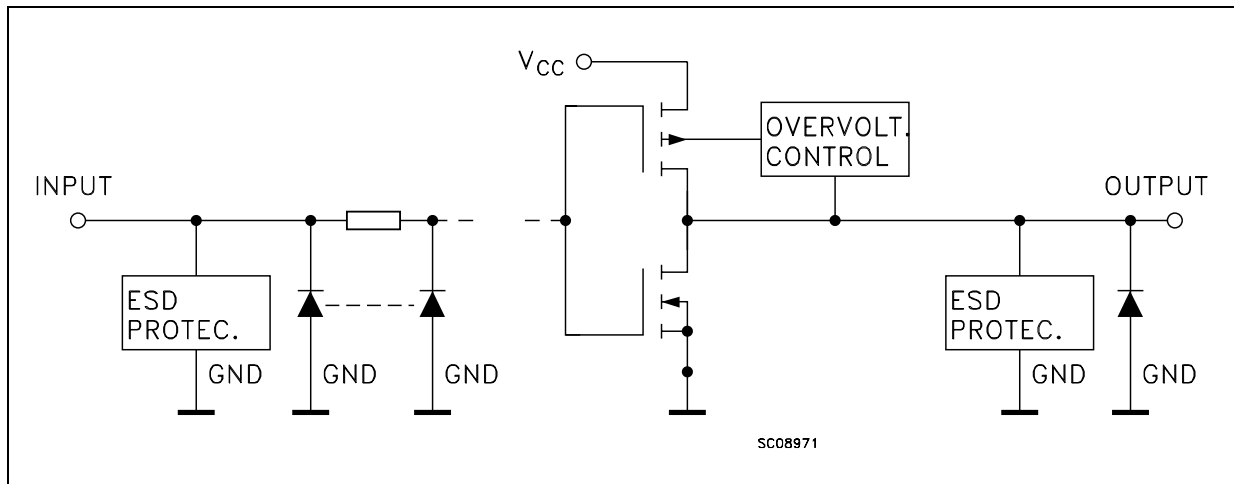 VCC
OVERVOLT.
CONTROL
INPUT
OUTPUT
ESD
PROTEC.
ESD
PROTEC.
GND
GND
GND
GND
GND
SC08971